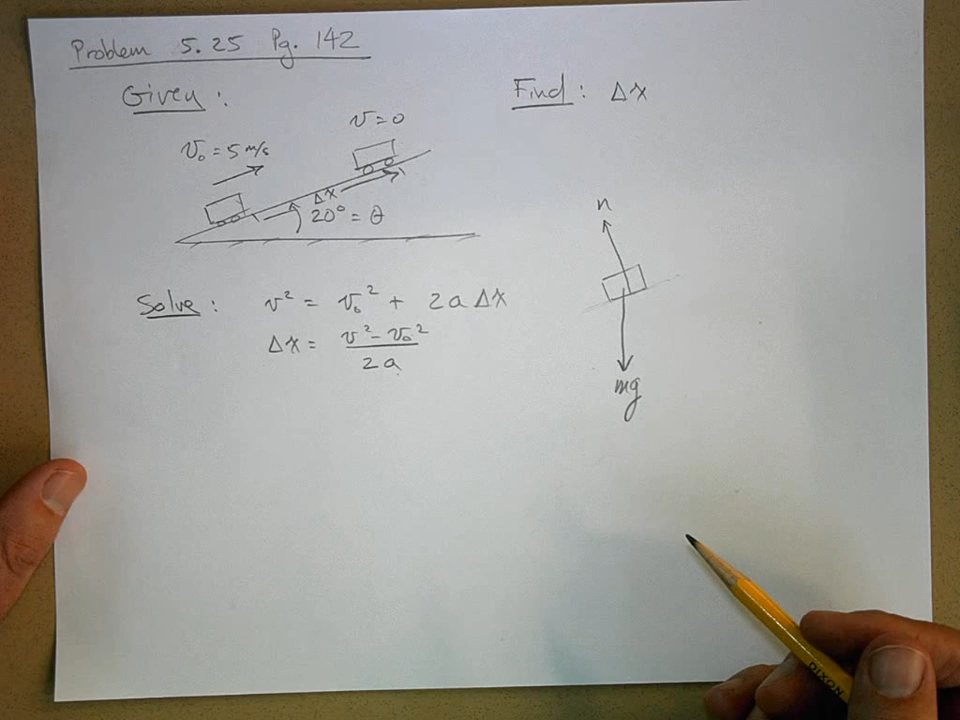 Problem 5.25 Pg. 142
Given:
Find: Δx
v = 0
v₀ = 5 m/s
Δx
20° = θ
n
Solve: v² = v₀² + 2aΔx
Δx = (v² - v₀²)/2a
mg
DIXON